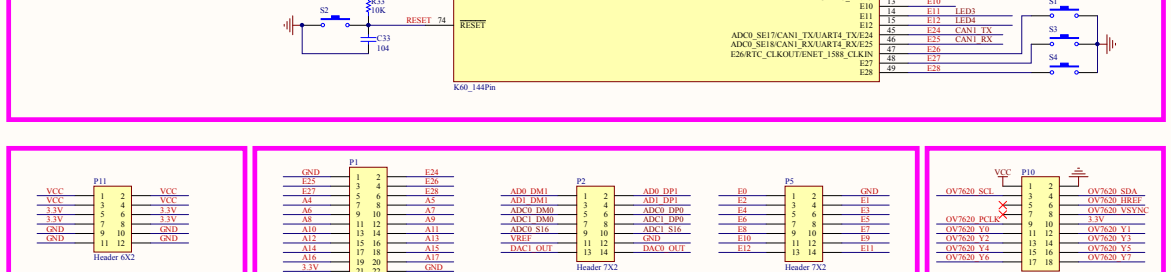 R33
10K
S2
RESET 74
RESET
C33
104
13 E10
E10
14 E11 LED3
E11
15 E12 LED4
E12
ADC0_SE17/CAN1_TX/UART4_TX/E24 45 E24 CAN1_TX
ADC0_SE18/CAN1_RX/UART4_RX/E25 46 E25 CAN1_RX
E26/RTC_CLKOUT/ENET_1588_CLKIN 47 E26
E27 48 E27
E28 49 E28
S1
S3
S4
K60_144Pin
P11
VCC 1 2 VCC
VCC 3 4 VCC
3.3V 5 6 3.3V
3.3V 7 8 3.3V
GND 9 10 GND
GND 11 12 GND
Header 6X2
P1
GND 1 2 E24
E25 3 4 E26
E27 5 6 E28
A4 7 8 A5
A6 9 10 A7
A8 11 12 A9
A10 13 14 A11
A12 15 16 A13
A14 17 18 A15
A16 19 20 A17
3.3V 21 22 GND
P2
AD0_DM1 1 2 AD0_DP1
AD1_DM1 3 4 AD1_DP1
ADC0_DM0 5 6 ADC0_DP0
ADC1_DM0 7 8 ADC1_DP0
ADC0_S16 9 10 ADC1_S16
VREF 11 12 GND
DAC1_OUT 13 14 DAC0_OUT
Header 7X2
P5
E0 1 2 GND
E2 3 4 E1
E4 5 6 E3
E6 7 8 E5
E8 9 10 E7
E10 11 12 E9
E12 13 14 E11
Header 7X2
VCC P10
1 2
OV7620_SCL 3 4 OV7620_SDA
5 6 OV7620_HREF
7 8 OV7620_VSYNC
OV7620_PCLK 9 10 3.3V
OV7620_Y0 11 12 OV7620_Y1
OV7620_Y2 13 14 OV7620_Y3
OV7620_Y4 15 16 OV7620_Y5
OV7620_Y6 17 18 OV7620_Y7